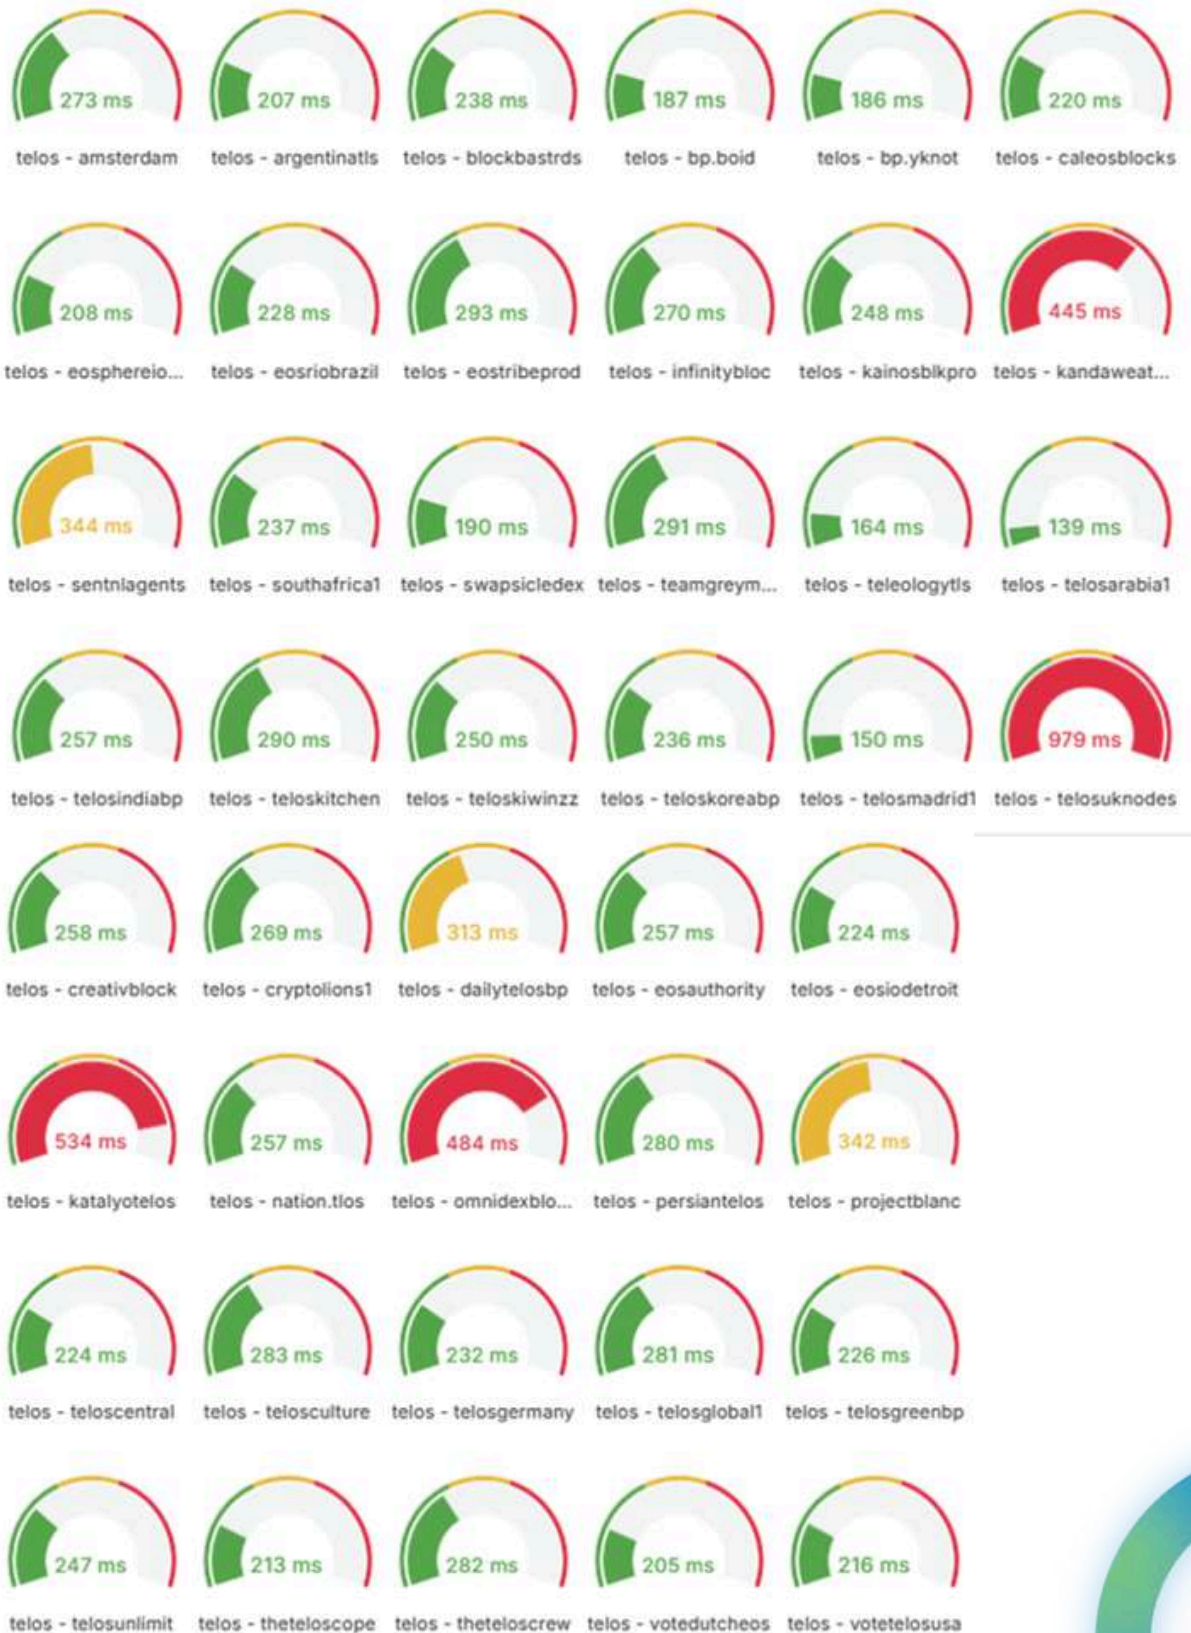 273 ms 207 ms 238 ms 187 ms 186 ms 220 ms
telos - amsterdam telos - argentinatls telos - blockbastrds telos - bp.boid telos - bp.yknot telos - caleosblocks
208 ms 228 ms 293 ms 270 ms 248 ms 445 ms
telos - eosphereio... telos - eosriobrazil telos - eostribeprod telos - infinitybloc telos - kainosblkpro telos - kandaweat...
344 ms 237 ms 190 ms 291 ms 164 ms 139 ms
telos - sentnlagents telos - southafrica1 telos - swapsicledex telos - teamgreym... telos - teleologytls telos - telosarabia1
257 ms 290 ms 250 ms 236 ms 150 ms 979 ms
telos - telosindiabp telos - teloskitchen telos - teloskiwinzz telos - teloskoreabp telos - telosmadrid1 telos - telosuknodes
258 ms 269 ms 313 ms 257 ms 224 ms
telos - creativblock telos - cryptolions1 telos - dailytelosbp telos - eosauthority telos - eosiodetroit
534 ms 257 ms 484 ms 280 ms 342 ms
telos - katalyotelos telos - nation.tlos telos - omnidexblo... telos - persiantelos telos - projectblanc
224 ms 283 ms 232 ms 281 ms 226 ms
telos - teloscentral telos - telosculture telos - telosgermany telos - telosglobal1 telos - telosgreenbp
247 ms 213 ms 282 ms 205 ms 216 ms
telos - telosunlimit telos - theteloscope telos - theteloscrew telos - votedutcheos telos - votetelosusa